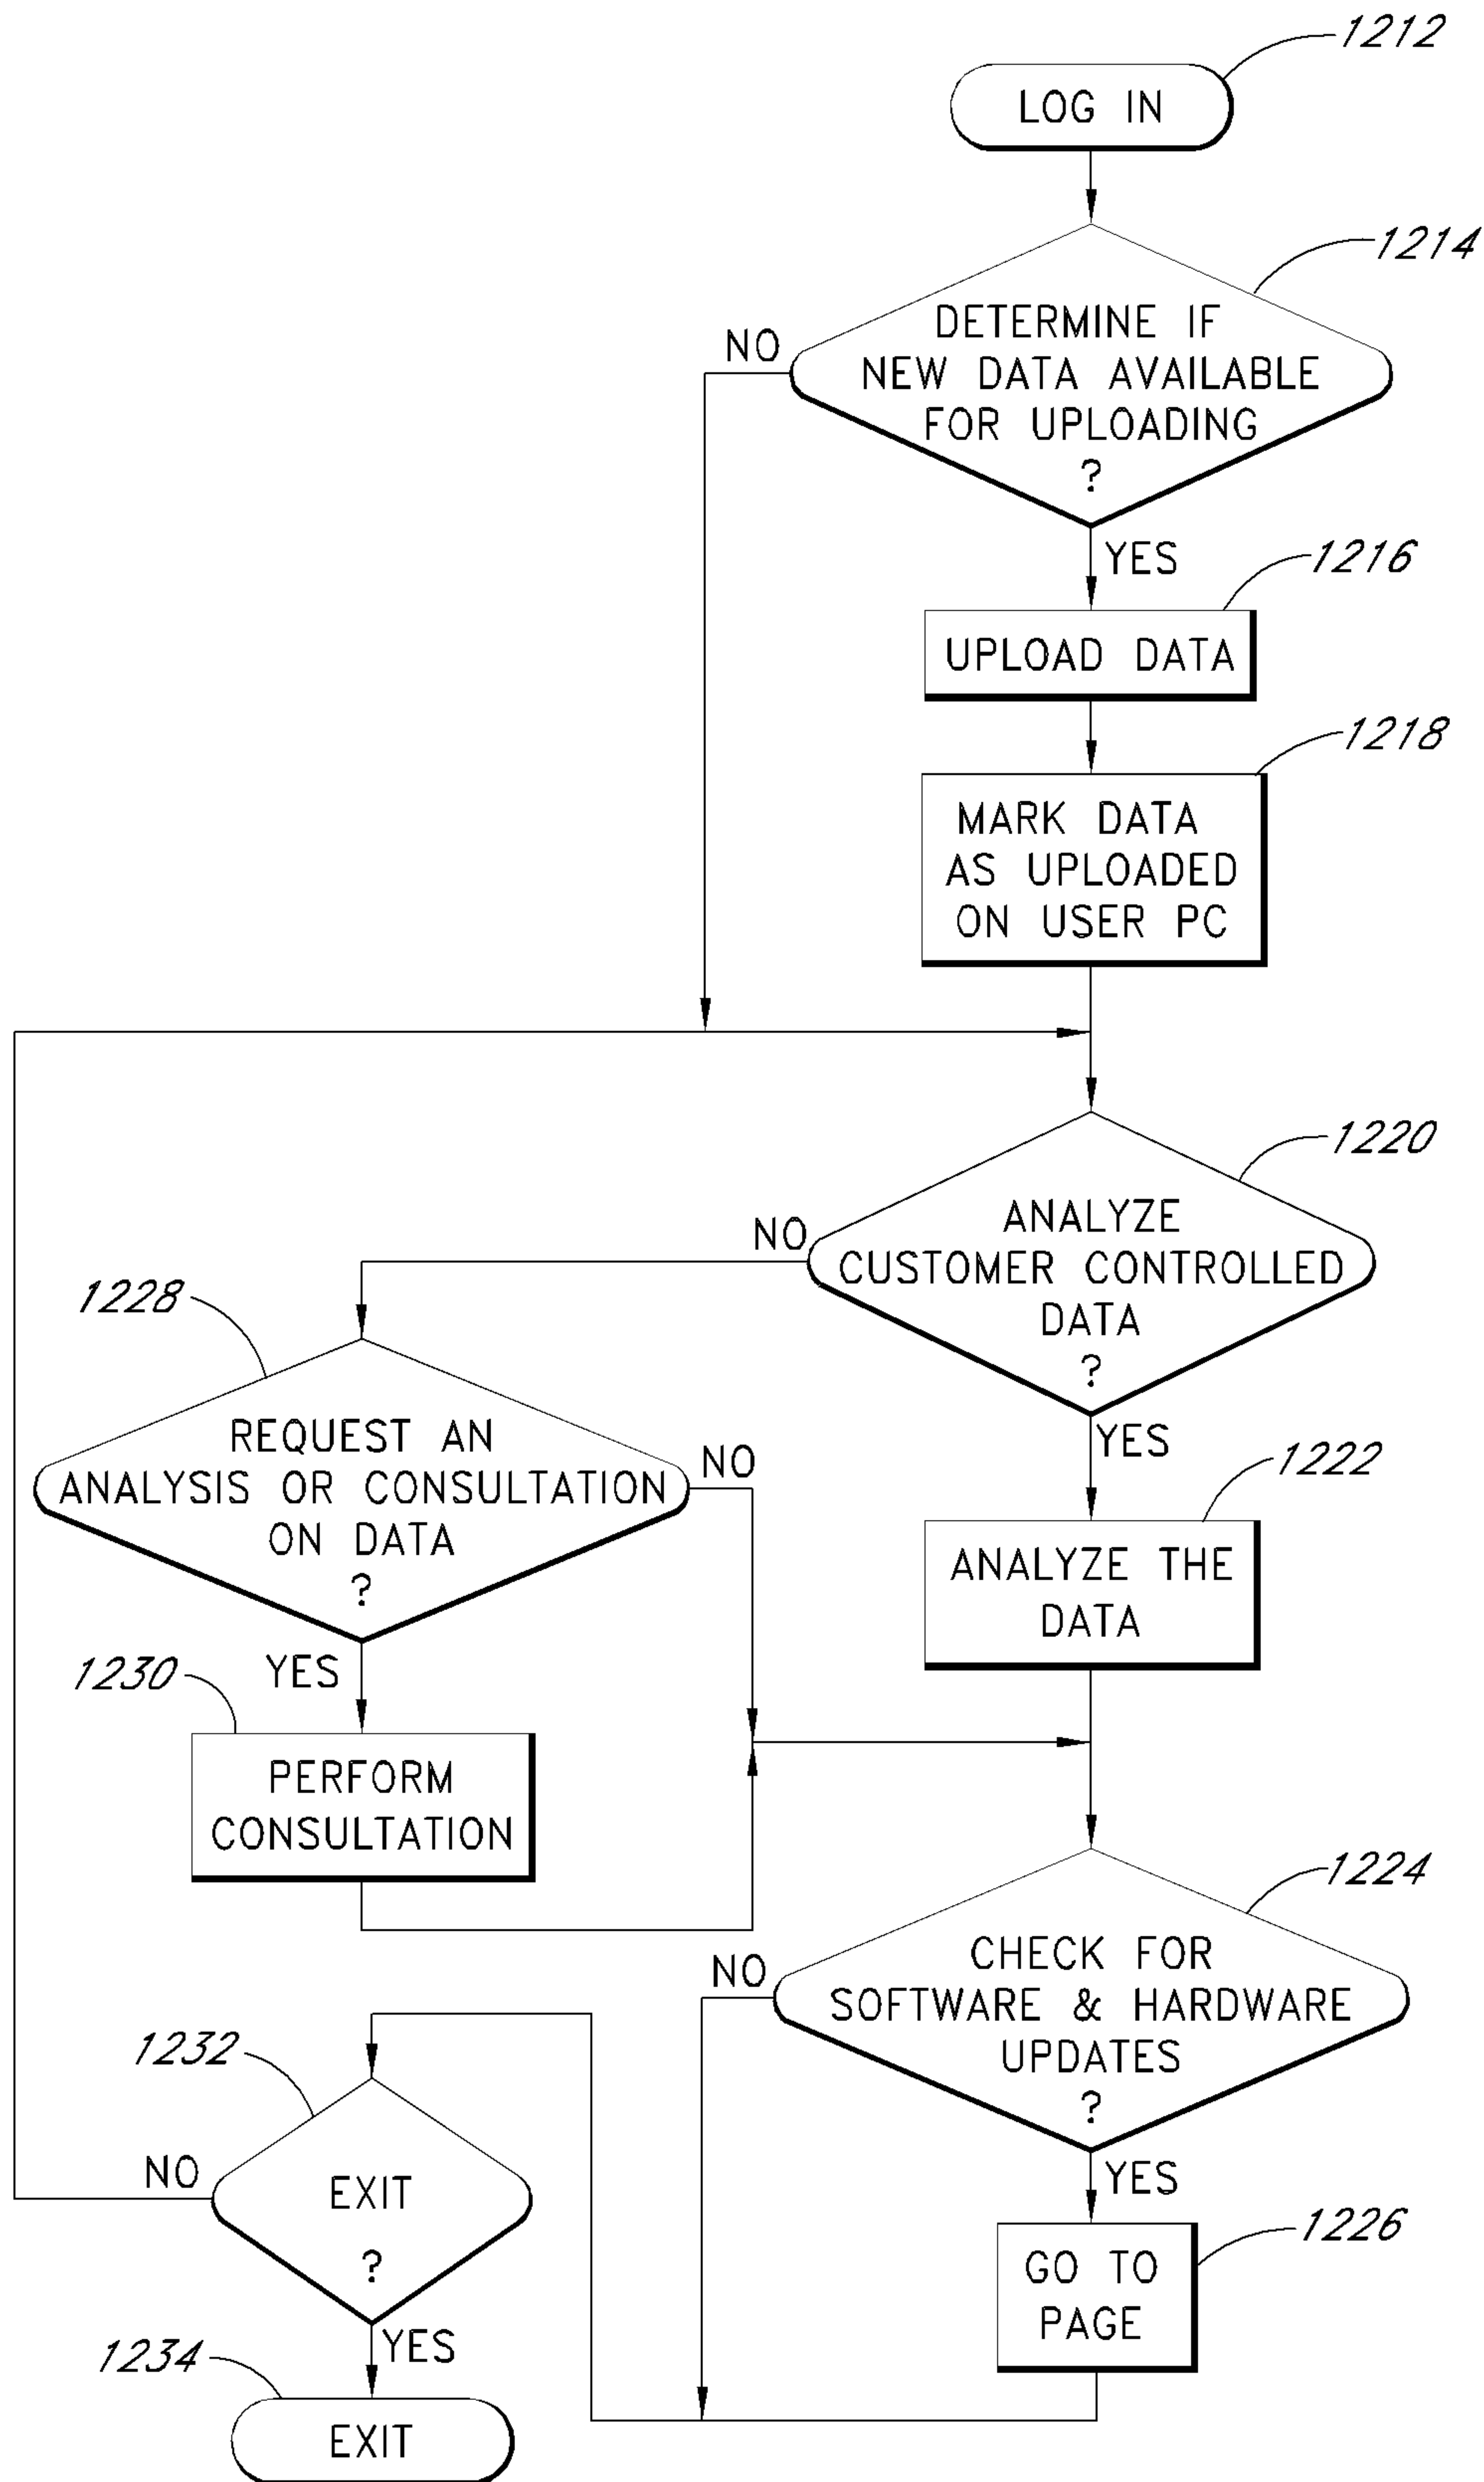 1212
LOG IN
1214
DETERMINE IF
NEW DATA AVAILABLE
FOR UPLOADING
?
NO
YES
1216
UPLOAD DATA
1218
MARK DATA
AS UPLOADED
ON USER PC
1220
ANALYZE
CUSTOMER CONTROLLED
DATA
?
NO
YES
1228
REQUEST AN
ANALYSIS OR CONSULTATION
ON DATA
?
NO
YES
1222
ANALYZE THE
DATA
1230
PERFORM
CONSULTATION
1224
CHECK FOR
SOFTWARE & HARDWARE
UPDATES
?
NO
YES
1226
GO TO
PAGE
1232
EXIT
?
NO
YES
1234
EXIT